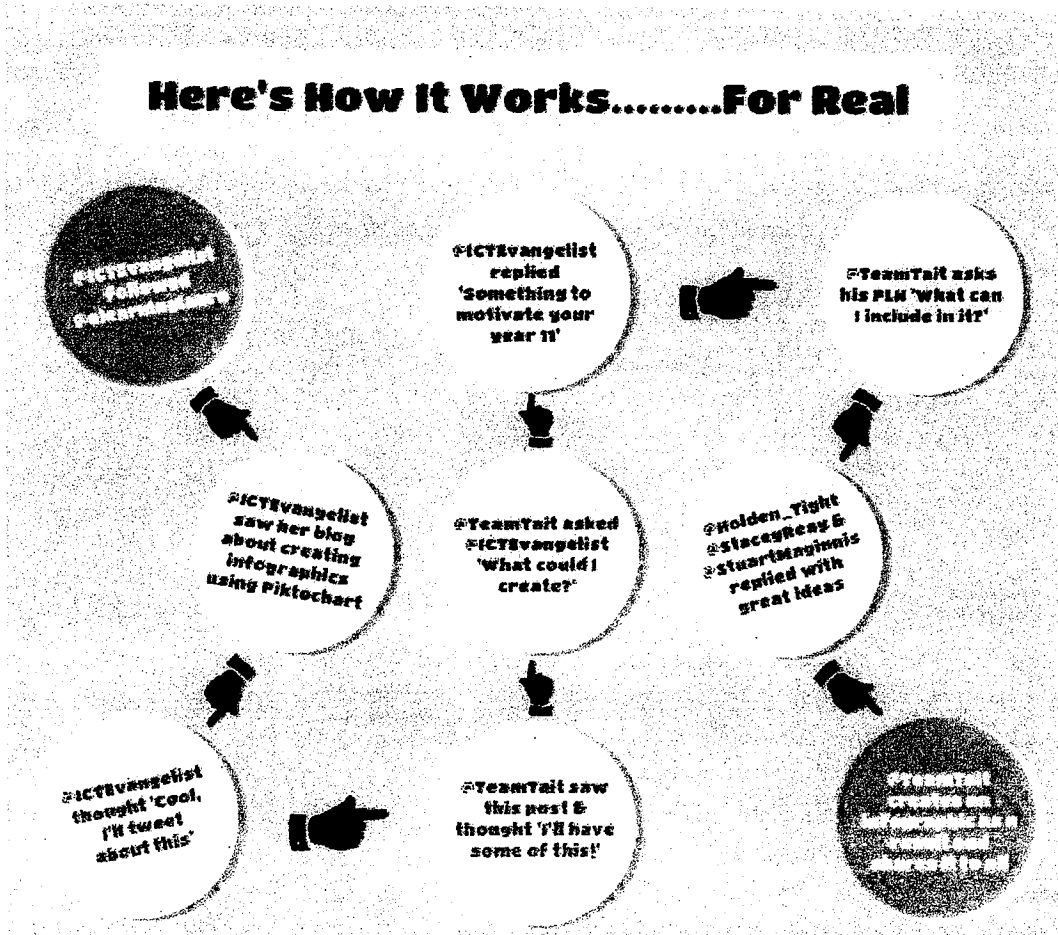 Here's How It Works.........For Real
@ICTEvangelist
saw her blog
about creating
infographics
using Piktochart
@ICTEvangelist
thought 'Cool,
I'll tweet
about this'
@TeamTait saw
this post &
thought 'I'll have
some of this!'
@TeamTait asked
@ICTEvangelist
'What could I
create?'
@ICTEvangelist
replied
'Something to
motivate your
year 11'
@TeamTait asks
his PLN 'What can
I include in it?'
@Holden_Tight
@StaceyReay &
@StuartMaginnis
replied with
great ideas
@TeamTait